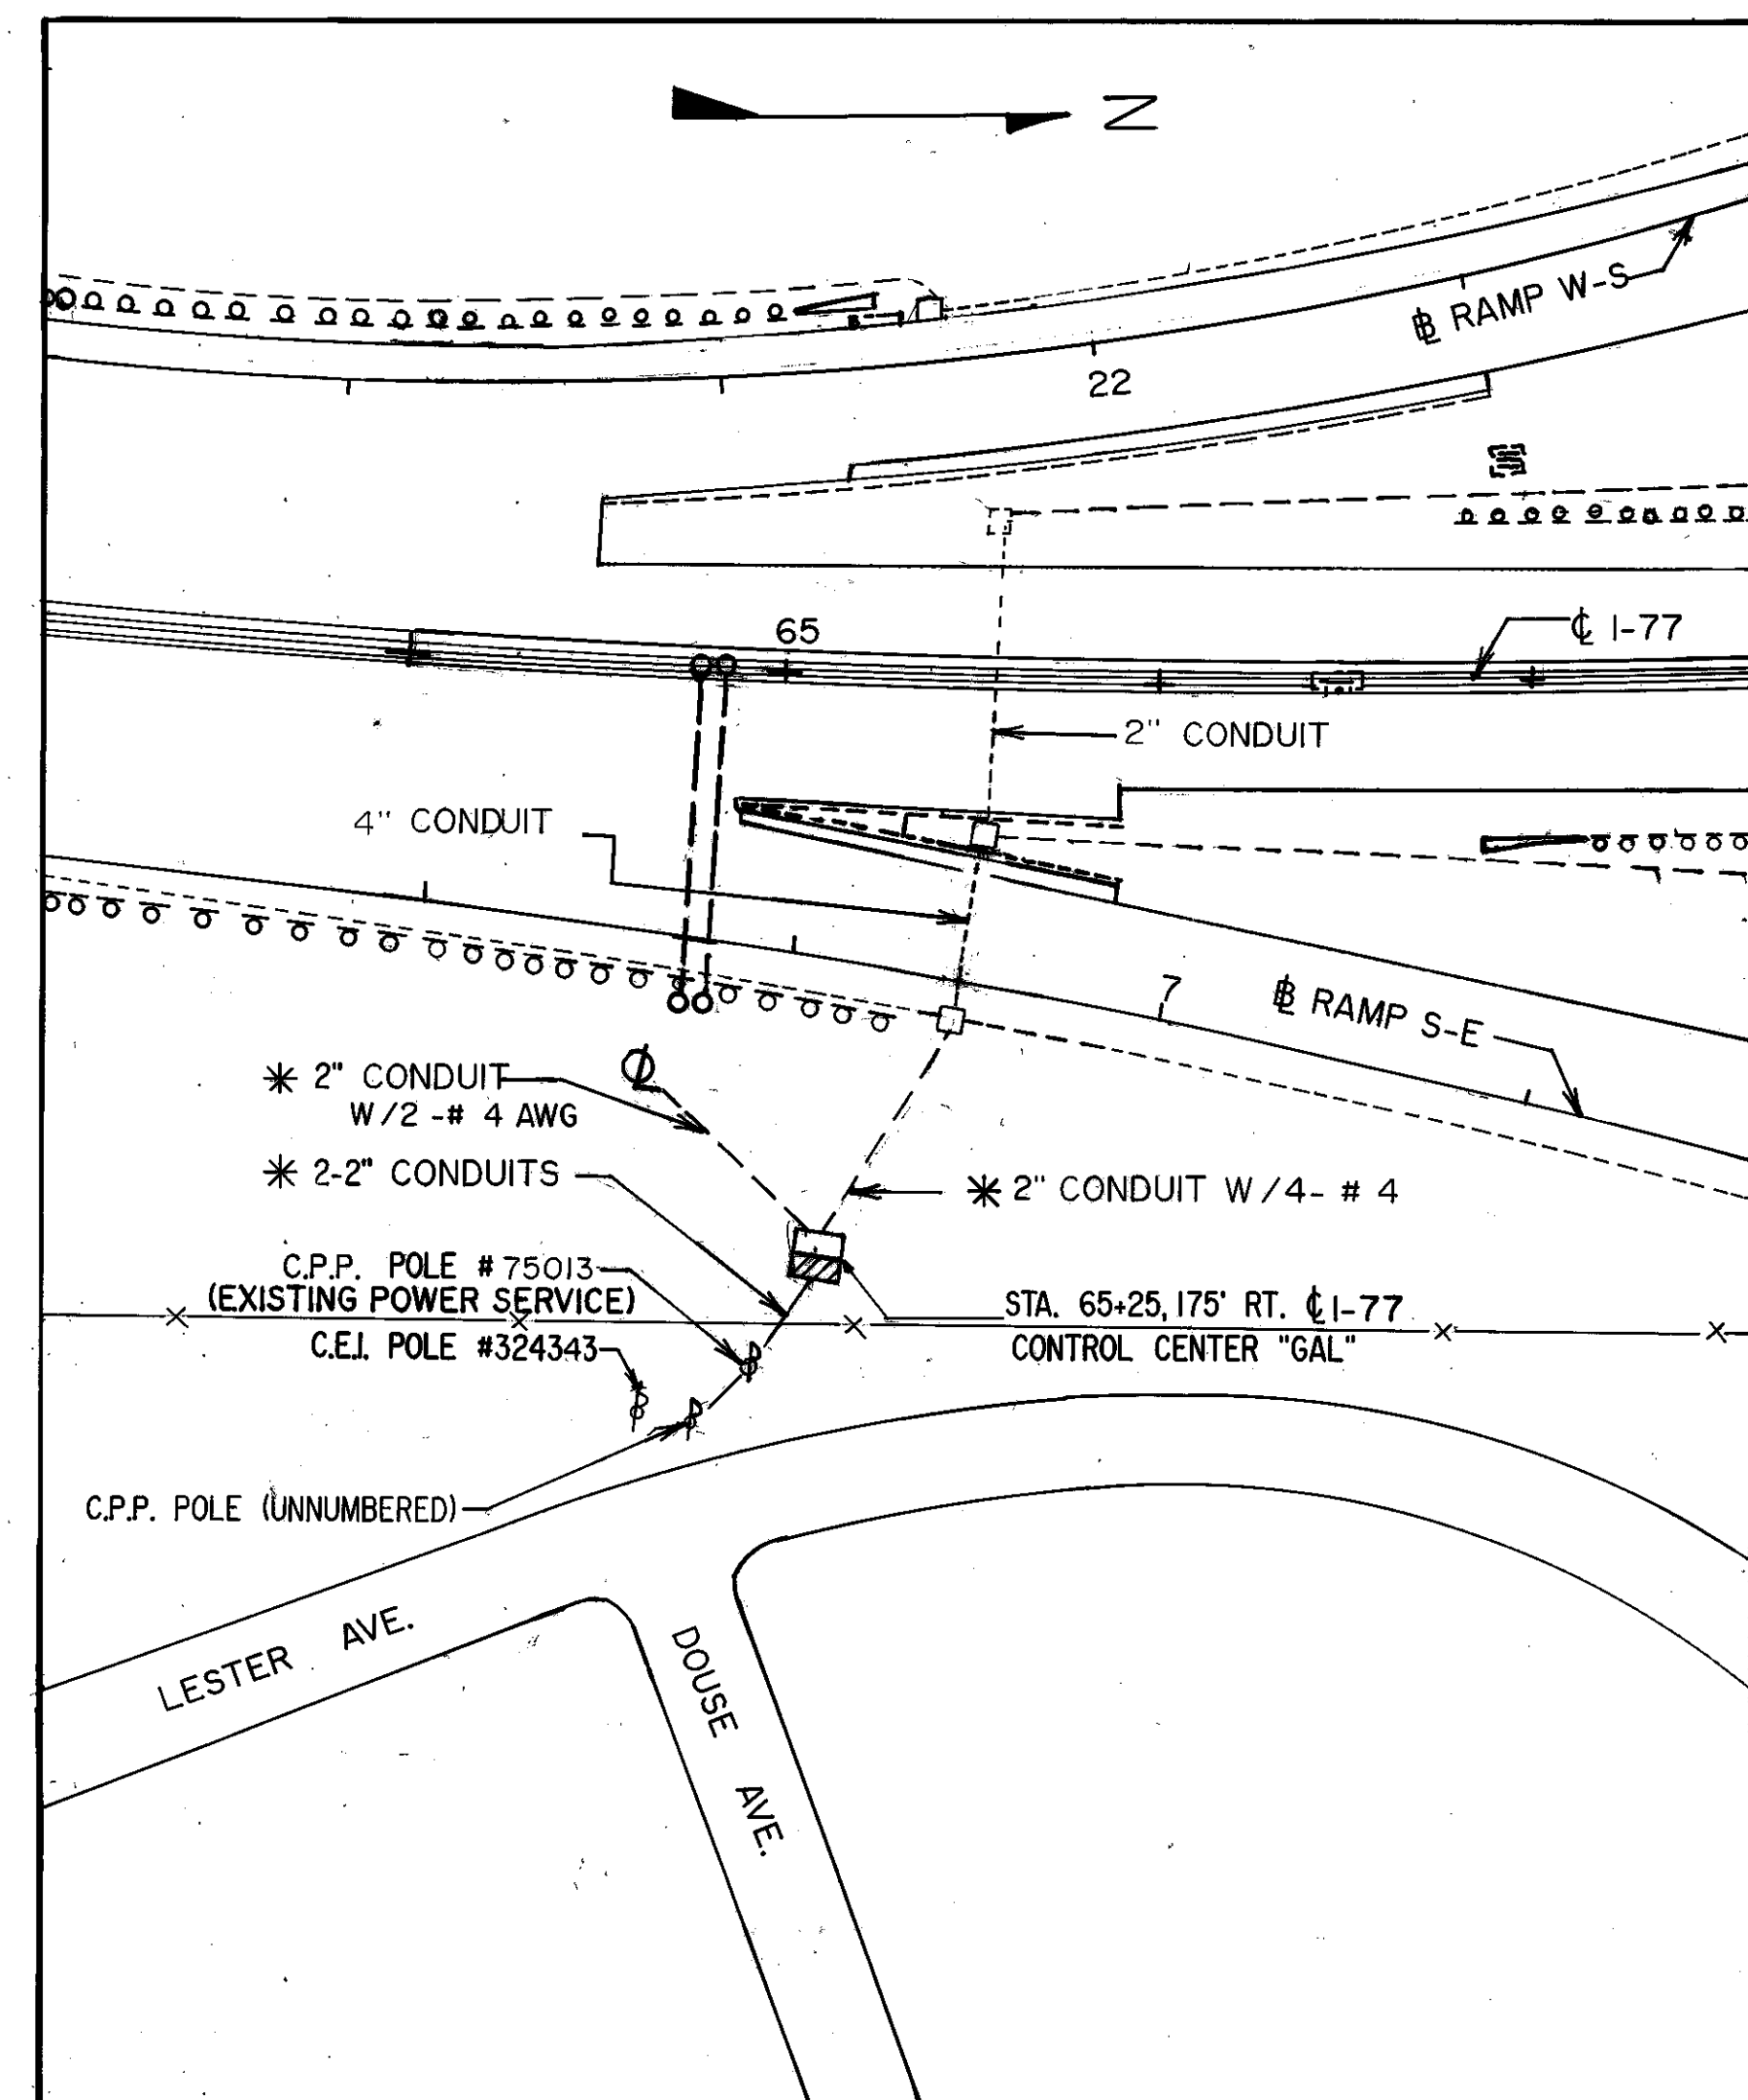 N
℄ RAMP W-S
22
65
℄ I-77
2" CONDUIT
4" CONDUIT
7
℄ RAMP S-E
* 2" CONDUIT
W/2-# 4 AWG
* 2-2" CONDUITS
* 2" CONDUIT W/4- # 4
C.P.P. POLE # 75013
(EXISTING POWER SERVICE)
STA. 65+25, 175' RT. ℄ I-77
C.E.I. POLE #324343
CONTROL CENTER "GAL"
C.P.P. POLE (UNNUMBERED)
LESTER AVE.
DOUSE AVE.